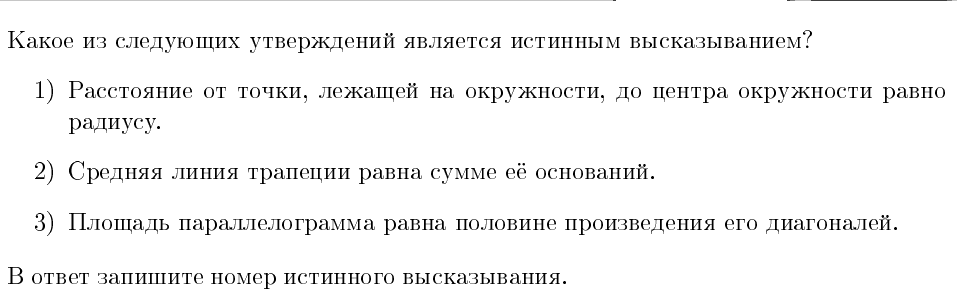 Какое из следующих утверждений является истинным высказыванием?
1) Расстояние от точки, лежащей на окружности, до центра окружности равно
радиусу.
2) Средняя линия трапеции равна сумме её оснований.
3) Площадь параллелограмма равна половине произведения его диагоналей.
В ответ запишите номер истинного высказывания.